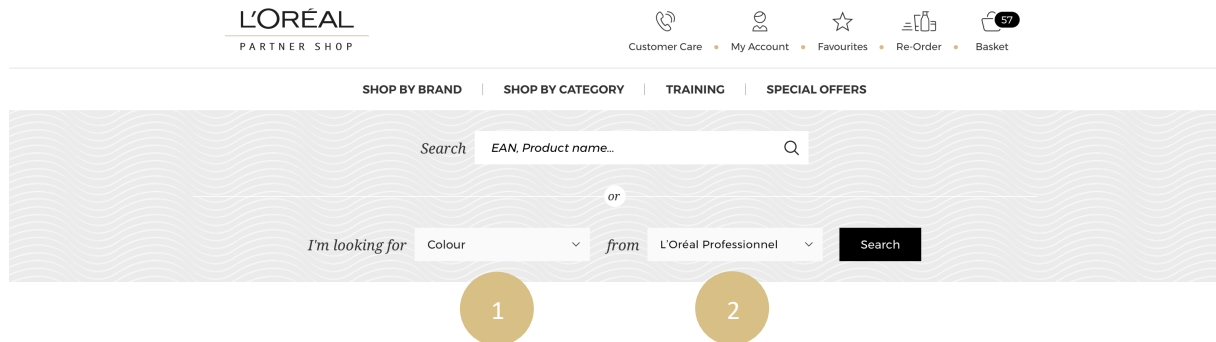 L'ORÉAL
PARTNER SHOP
57
Customer Care • My Account • Favourites • Re-Order • Basket
SHOP BY BRAND | SHOP BY CATEGORY | TRAINING | SPECIAL OFFERS
Search EAN, Product name...
or
I'm looking for Colour from L'Oréal Professionnel Search
1 2